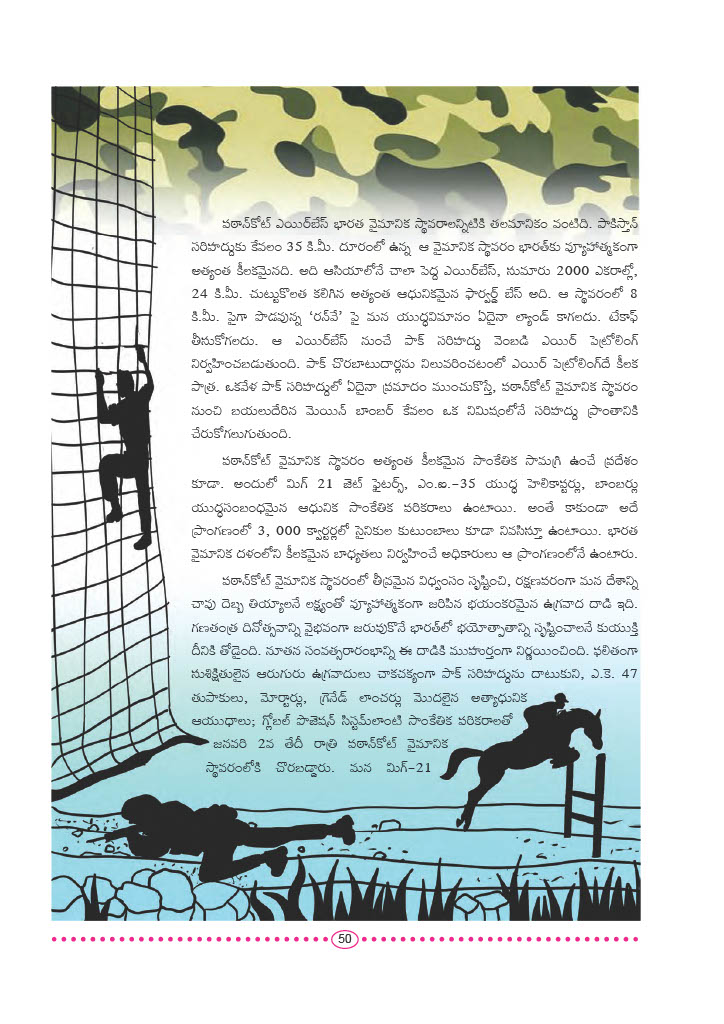 పఠాన్‌కోట్ ఎయిర్‌బేస్ భారత వైమానిక స్థావరాలన్నిటికి తలమానికం వంటిది. పాకిస్తాన్
సరిహద్దుకు కేవలం 35 కి.మీ. దూరంలో ఉన్న ఆ వైమానిక స్థావరం భారత్‌కు వ్యూహాత్మకంగా
అత్యంత కీలకమైనది. అది ఆసియాలోనే చాలా పెద్ద ఎయిర్‌బేస్, సుమారు 2000 ఎకరాల్లో,
24 కి.మీ. చుట్టుకొలత కలిగిన అత్యంత ఆధునికమైన ఫార్వర్డ్ బేస్ అది. ఆ స్థావరంలో 8
కి.మీ. పైగా పొడవున్న ‘రన్‌వే’ పై మన యుద్ధవిమానం ఏదైనా ల్యాండ్ కాగలదు. టేకాఫ్
తీసుకోగలదు. ఆ ఎయిర్‌బేస్ నుంచే పాక్ సరిహద్దు వెంబడి ఎయిర్ పెట్రోలింగ్
నిర్వహించబడుతుంది. పాక్ చొరబాటుదార్లను నిలువరించటంలో ఎయిర్ పెట్రోలింగ్‌దే కీలక
పాత్ర. ఒకవేళ పాక్ సరిహద్దులో ఏదైనా ప్రమాదం ముంచుకొస్తే, పఠాన్‌కోట్ వైమానిక స్థావరం
నుంచి బయలుదేరిన మెయిన్ బాంబర్ కేవలం ఒక నిమిషంలోనే సరిహద్దు ప్రాంతానికి
చేరుకోగలుగుతుంది.
పఠాన్‌కోట్ వైమానిక స్థావరం అత్యంత కీలకమైన సాంకేతిక సామగ్రి ఉంచే ప్రదేశం
కూడా. అందులో మిగ్ 21 జెట్ ఫైటర్స్, ఎం.ఐ.-35 యుద్ధ హెలికాప్టర్లు, బాంబర్లు
యుద్ధసంబంధమైన ఆధునిక సాంకేతిక పరికరాలు ఉంటాయి. అంతే కాకుండా అదే
ప్రాంగణంలో 3, 000 క్వార్టర్లలో సైనికుల కుటుంబాలు కూడా నివసిస్తూ ఉంటాయి. భారత
వైమానిక దళంలోని కీలకమైన బాధ్యతలు నిర్వహించే అధికారులు ఆ ప్రాంగణంలోనే ఉంటారు.
పఠాన్‌కోట్ వైమానిక స్థావరంలో తీవ్రమైన విధ్వంసం సృష్టించి, రక్షణపరంగా మన దేశాన్ని
చావు దెబ్బ తియ్యాలనే లక్ష్యంతో వ్యూహాత్మకంగా జరిపిన భయంకరమైన ఉగ్రవాద దాడి ఇది.
గణతంత్ర దినోత్సవాన్ని వైభవంగా జరుపుకొనే భారత్‌లో భయోత్పాతాన్ని సృష్టించాలనే కుయుక్తి
దీనికి తోడైంది. నూతన సంవత్సరారంభాన్ని ఈ దాడికి ముహుర్తంగా నిర్ణయించింది. ఫలితంగా
సుశిక్షితులైన ఆరుగురు ఉగ్రవాదులు చాకచక్యంగా పాక్ సరిహద్దును దాటుకుని, ఎ.కె. 47
తుపాకులు, మోర్టార్లు, గ్రెనేడ్ లాంచర్లు మొదలైన అత్యాధునిక
ఆయుధాలు; గ్లోబల్ పొజెషన్ సిస్టమ్‌లాంటి సాంకేతిక పరికరాలతో
జనవరి 2వ తేదీ రాత్రి పఠాన్‌కోట్ వైమానిక
స్థావరంలోకి చొరబడ్డారు. మన మిగ్-21
50